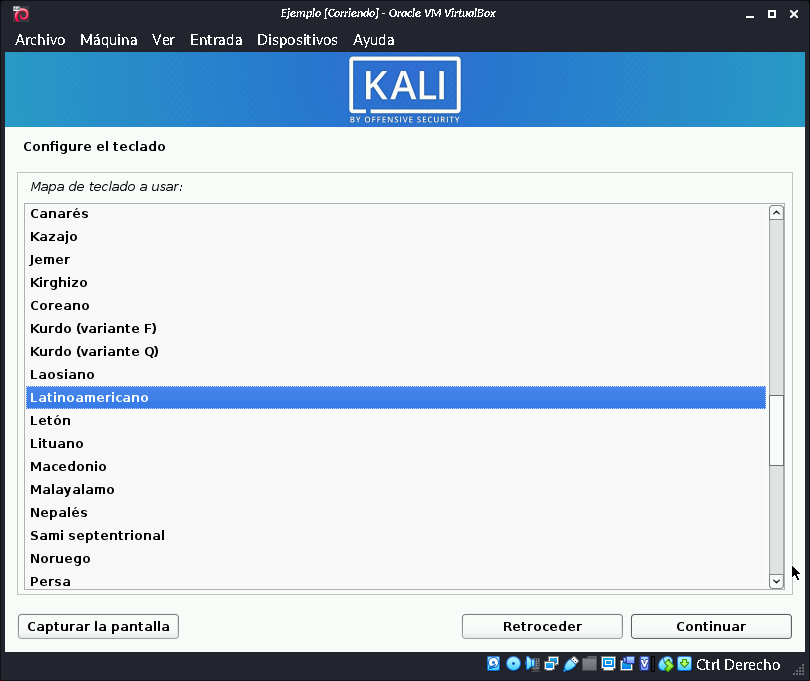 Ejemplo [Corriendo] - Oracle VM VirtualBox
Archivo Máquina Ver Entrada Dispositivos Ayuda
KALI
BY OFFENSIVE SECURITY
Configure el teclado
Mapa de teclado a usar:
Canarés
Kazajo
Jemer
Kirghizo
Coreano
Kurdo (variante F)
Kurdo (variante Q)
Laosiano
Latinoamericano
Letón
Lituano
Macedonio
Malayalamo
Nepalés
Sami septentrional
Noruego
Persa
Capturar la pantalla Retroceder Continuar
Ctrl Derecho